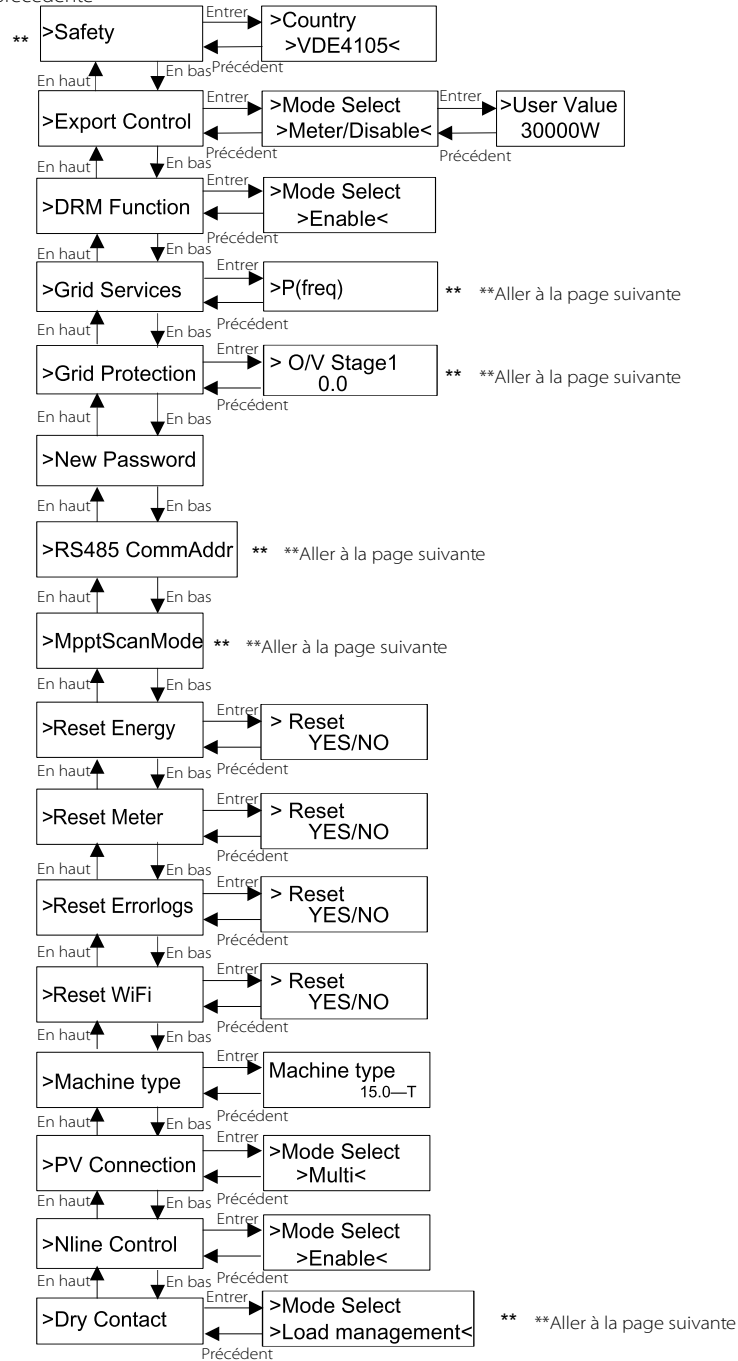 précédente
Entrer
>Country
>Safety
**
>VDE4105<
En haut
En bas
Précédent
Entrer
>Mode Select
Entrer
>User Value
>Export Control
>Meter/Disable<
30000W
En haut
En bas
Précédent
Précédent
Entrer
>Mode Select
>DRM Function
>Enable<
En haut
En bas
Précédent
Entrer
>Grid Services
>P(freq)
** **Aller à la page suivante
En haut
En bas
Précédent
Entrer
> O/V Stage1
>Grid Protection
0.0
** **Aller à la page suivante
En haut
En bas
Précédent
>New Password
En haut
En bas
>RS485 CommAddr
** **Aller à la page suivante
En haut
En bas
>MpptScanMode
** **Aller à la page suivante
En haut
En bas
Entrer
> Reset
>Reset Energy
YES/NO
En haut
En bas
Précédent
Entrer
> Reset
>Reset Meter
YES/NO
En haut
En bas
Précédent
Entrer
> Reset
>Reset Errorlogs
YES/NO
En haut
En bas
Précédent
Entrer
> Reset
>Reset WiFi
YES/NO
En haut
En bas
Précédent
Entrer
Machine type
>Machine type
15.0—T
En haut
En bas
Précédent
Entrer
>Mode Select
>PV Connection
>Multi<
En haut
En bas
Précédent
Entrer
>Mode Select
>Nline Control
>Enable<
En haut
En bas
Précédent
Entrer
>Mode Select
>Dry Contact
>Load management<
** **Aller à la page suivante
Précédent